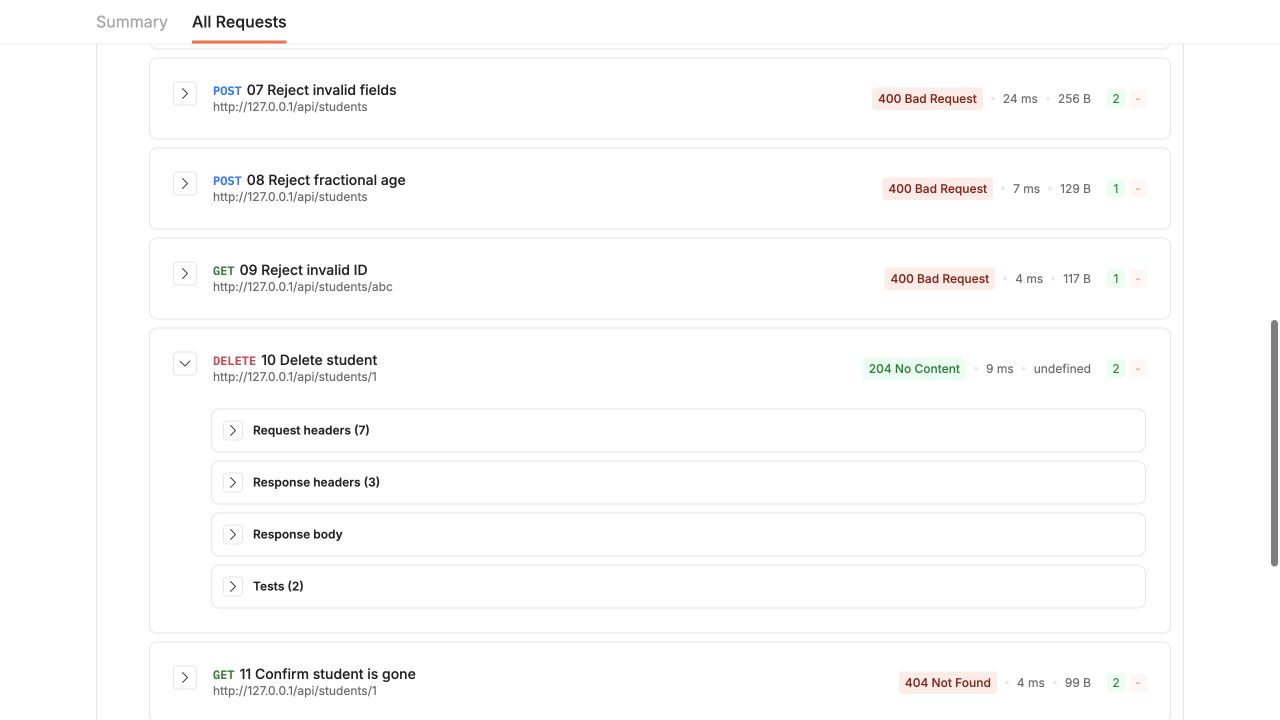 Summary All Requests
POST 07 Reject invalid fields
http://127.0.0.1/api/students
400 Bad Request • 24 ms • 256 B 2 -
POST 08 Reject fractional age
http://127.0.0.1/api/students
400 Bad Request • 7 ms • 129 B 1 -
GET 09 Reject invalid ID
http://127.0.0.1/api/students/abc
400 Bad Request • 4 ms • 117 B 1 -
DELETE 10 Delete student
http://127.0.0.1/api/students/1
204 No Content • 9 ms • undefined 2 -
Request headers (7)
Response headers (3)
Response body
Tests (2)
GET 11 Confirm student is gone
http://127.0.0.1/api/students/1
404 Not Found • 4 ms • 99 B 2 -